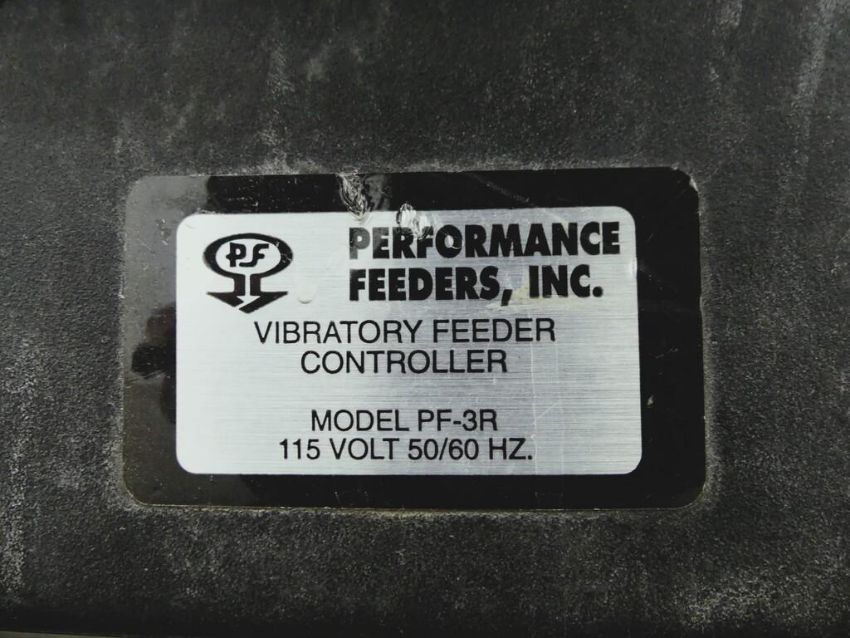 PF
PERFORMANCE
FEEDERS, INC.
VIBRATORY FEEDER
CONTROLLER
MODEL PF-3R
115 VOLT 50/60 HZ.